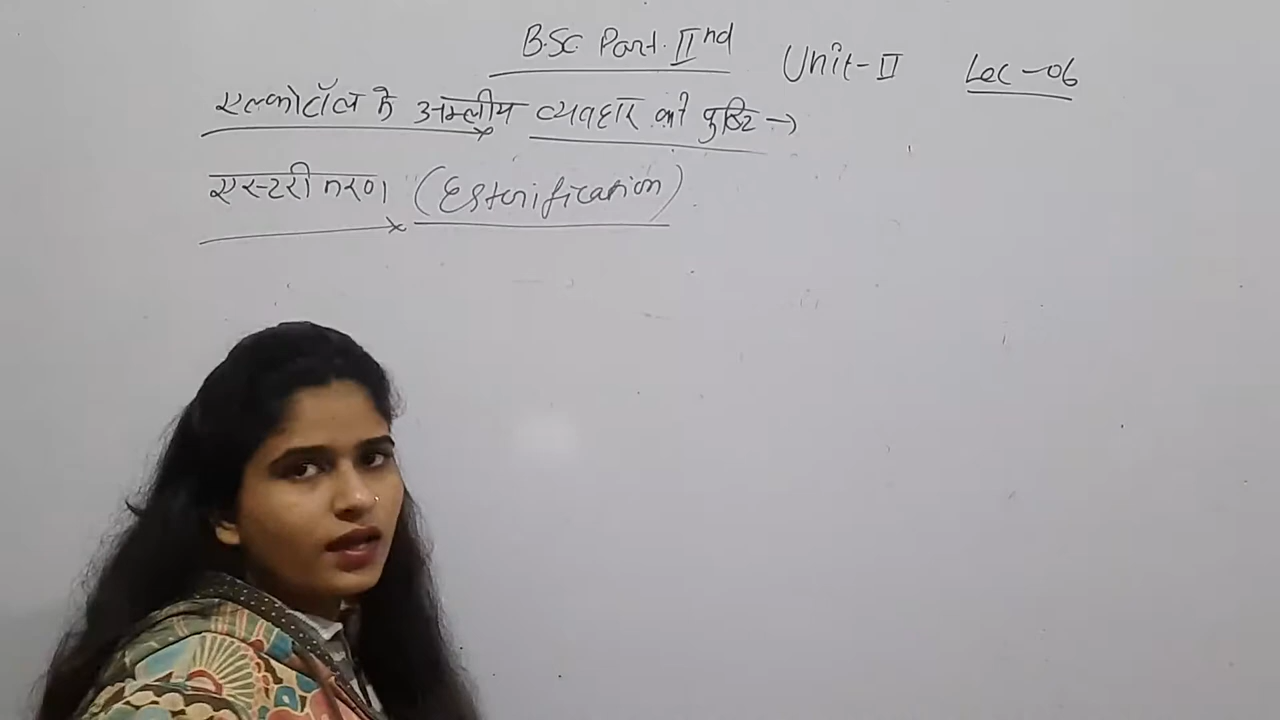 B.Sc. Part. IInd Unit-II Lec-06
एल्कोहॉल के अम्लीय व्यवहार की पुष्टि →
एस्टरीकरण (Esterification)